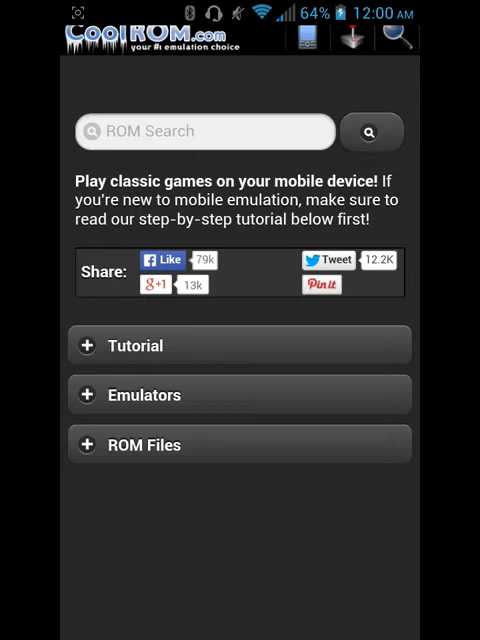 64% 12:00 AM
CoolROM.com
your #1 emulation choice
ROM Search
Play classic games on your mobile device! If
you're new to mobile emulation, make sure to
read our step-by-step tutorial below first!
Share:
Like 79k
Tweet 12.2K
g+1 13k
Pin it
Tutorial
Emulators
ROM Files